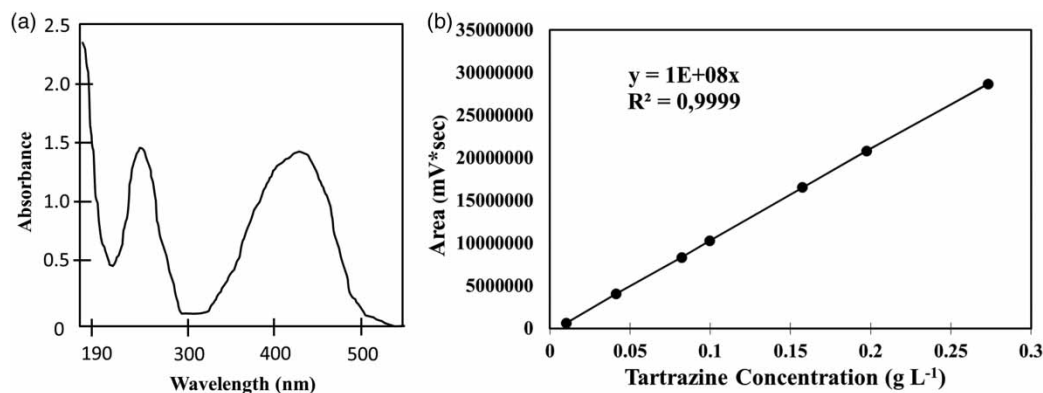 (a)
2.5
2.0
1.5
1.0
0.5
0
Absorbance
190 300 400 500
Wavelength (nm)
(b)
35000000
30000000
25000000
20000000
15000000
10000000
5000000
0
Area (mV*sec)
y = 1E+08x
R² = 0,9999
0 0.05 0.1 0.15 0.2 0.25 0.3
Tartrazine Concentration (g L⁻¹)